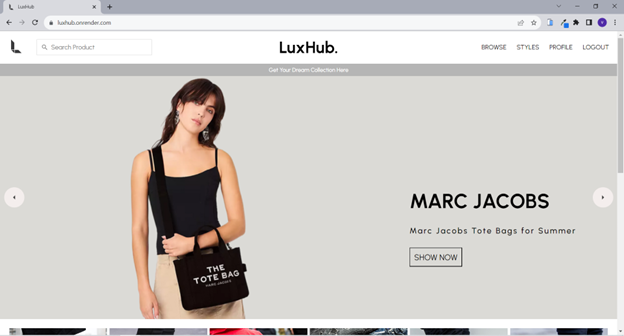 LuxHub
luxhub.onrender.com
Search Product
LuxHub.
BROWSE STYLES PROFILE LOGOUT
Get Your Dream Collection Here
MARC JACOBS
Marc Jacobs Tote Bags for Summer
SHOW NOW
THE
TOTE BAG
MARC JACOBS